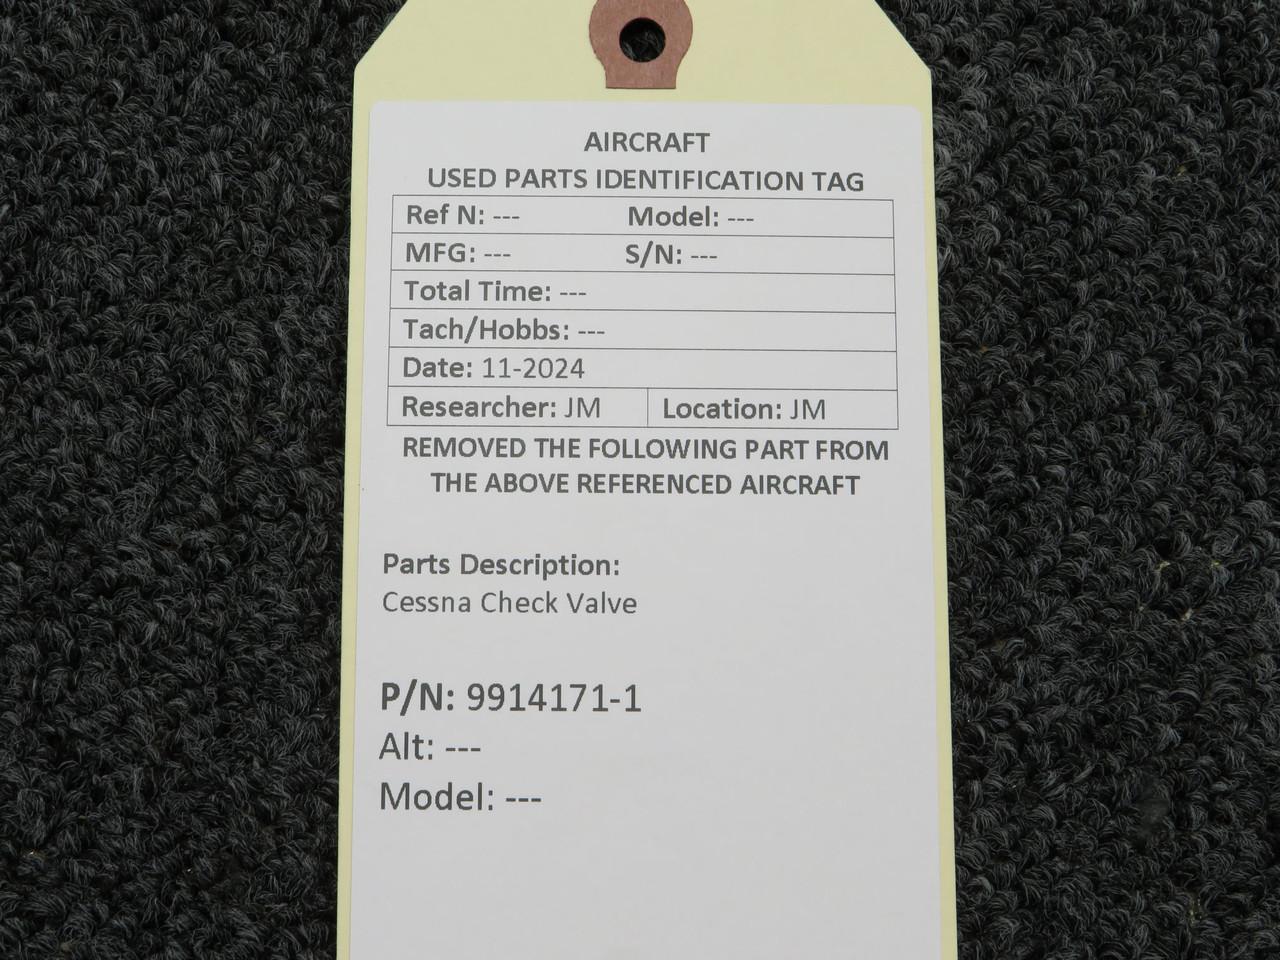 AIRCRAFT
USED PARTS IDENTIFICATION TAG
Ref N: --- Model: ---
MFG: --- S/N: ---
Total Time: ---
Tach/Hobbs: ---
Date: 11-2024
Researcher: JM Location: JM
REMOVED THE FOLLOWING PART FROM
THE ABOVE REFERENCED AIRCRAFT
Parts Description:
Cessna Check Valve
P/N: 9914171-1
Alt: ---
Model: ---